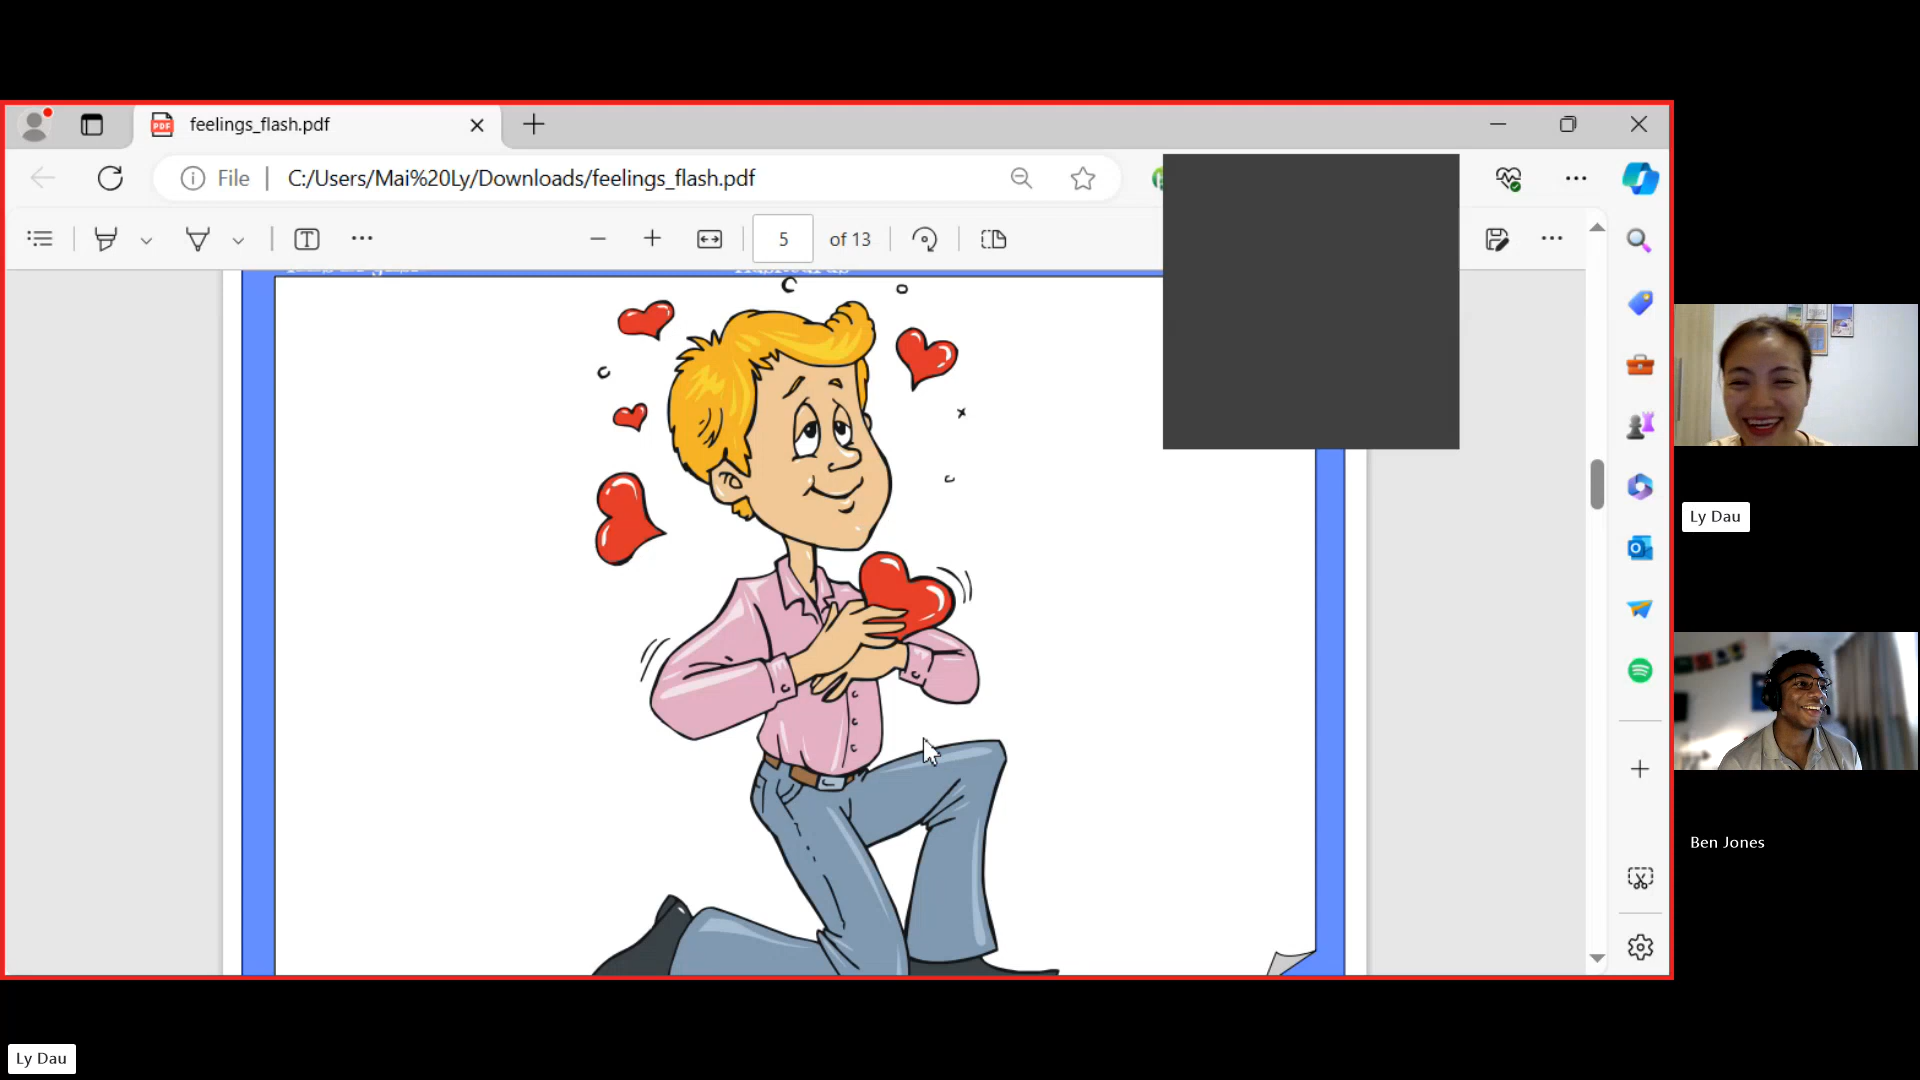 feelings_flash.pdf
File | C:/Users/Mai%20Ly/Downloads/feelings_flash.pdf
5 of 13
Ly Dau
Ben Jones
Ly Dau